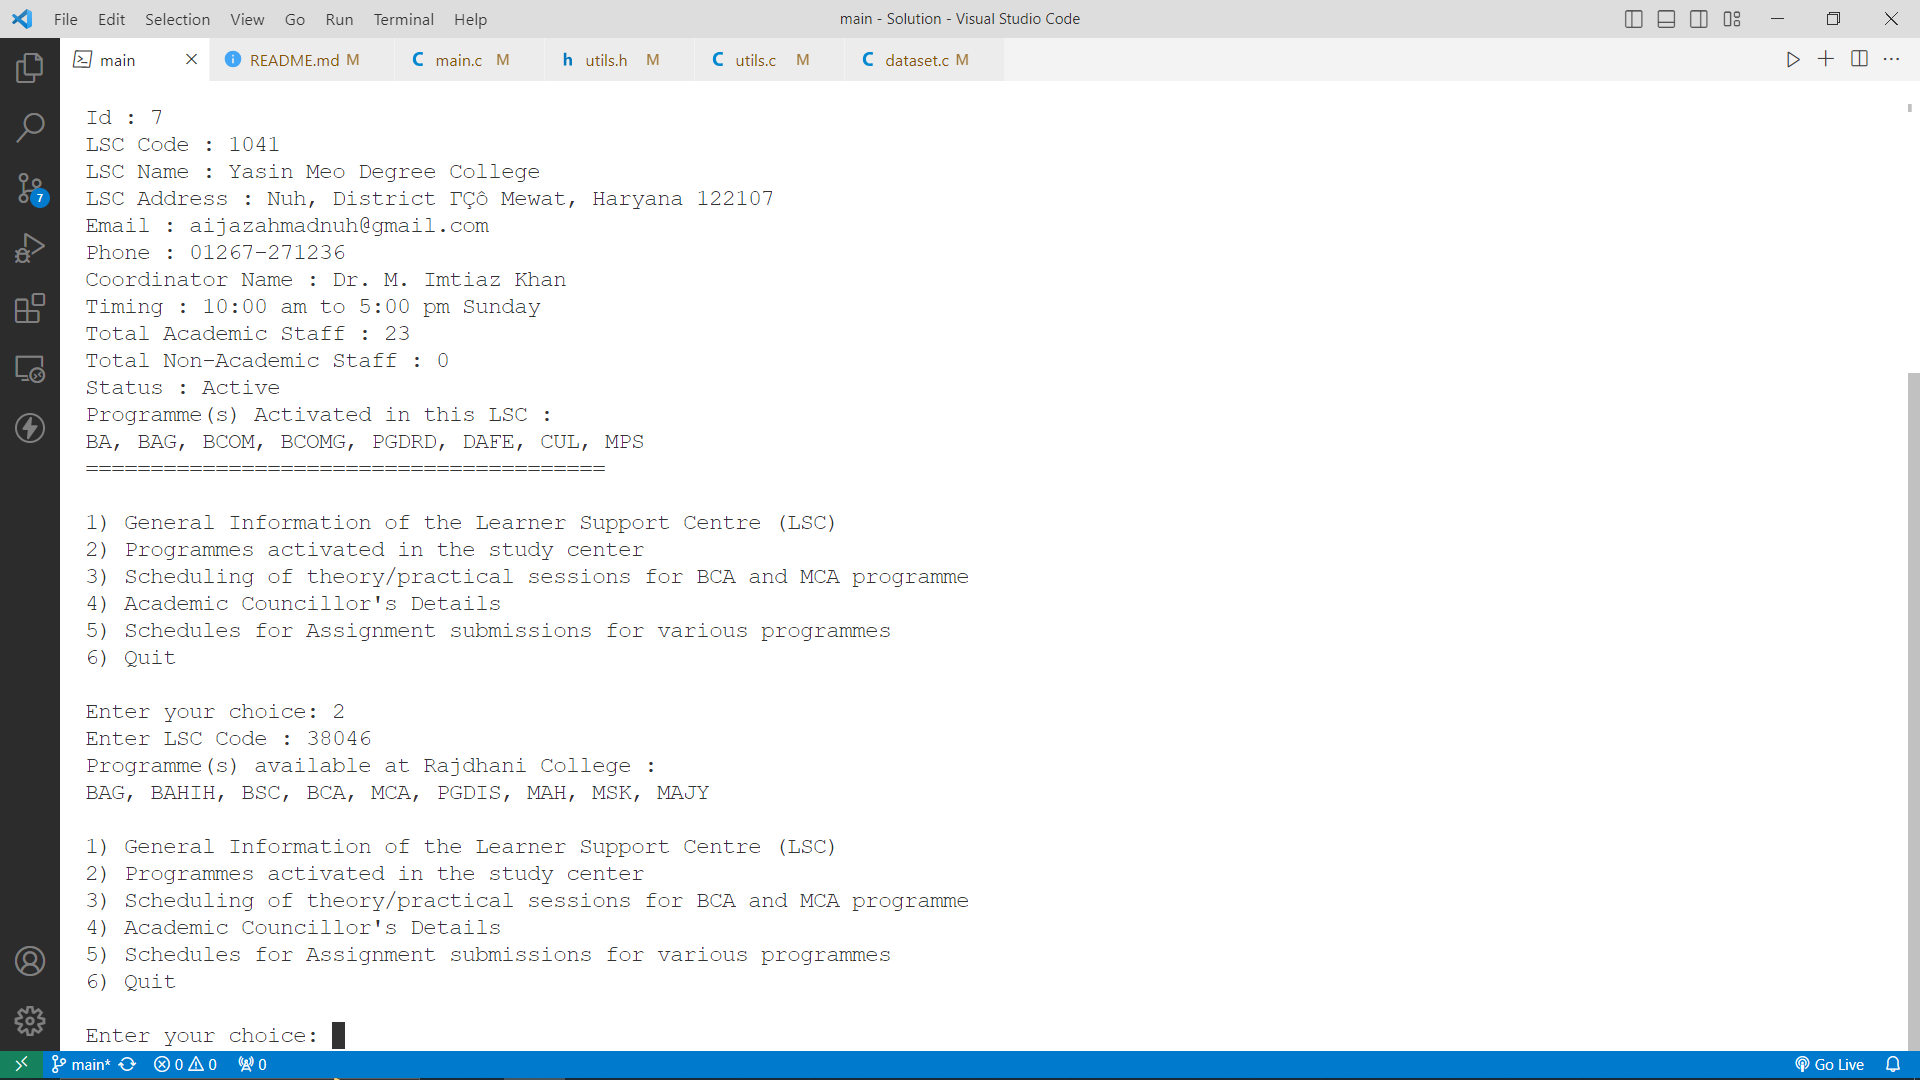 File Edit Selection View Go Run Terminal Help
main - Solution - Visual Studio Code
main
README.md M
main.c M
utils.h M
utils.c M
dataset.c M
7
Id : 7
LSC Code : 1041
LSC Name : Yasin Meo Degree College
LSC Address : Nuh, District ΓÇô Mewat, Haryana 122107
Email : aijazahmadnuh@gmail.com
Phone : 01267-271236
Coordinator Name : Dr. M. Imtiaz Khan
Timing : 10:00 am to 5:00 pm Sunday
Total Academic Staff : 23
Total Non-Academic Staff : 0
Status : Active
Programme(s) Activated in this LSC :
BA, BAG, BCOM, BCOMG, PGDRD, DAFE, CUL, MPS
========================================
1) General Information of the Learner Support Centre (LSC)
2) Programmes activated in the study center
3) Scheduling of theory/practical sessions for BCA and MCA programme
4) Academic Councillor's Details
5) Schedules for Assignment submissions for various programmes
6) Quit
Enter your choice: 2
Enter LSC Code : 38046
Programme(s) available at Rajdhani College :
BAG, BAHIH, BSC, BCA, MCA, PGDIS, MAH, MSK, MAJY
1) General Information of the Learner Support Centre (LSC)
2) Programmes activated in the study center
3) Scheduling of theory/practical sessions for BCA and MCA programme
4) Academic Councillor's Details
5) Schedules for Assignment submissions for various programmes
6) Quit
Enter your choice:
main* 0 0 0 Go Live